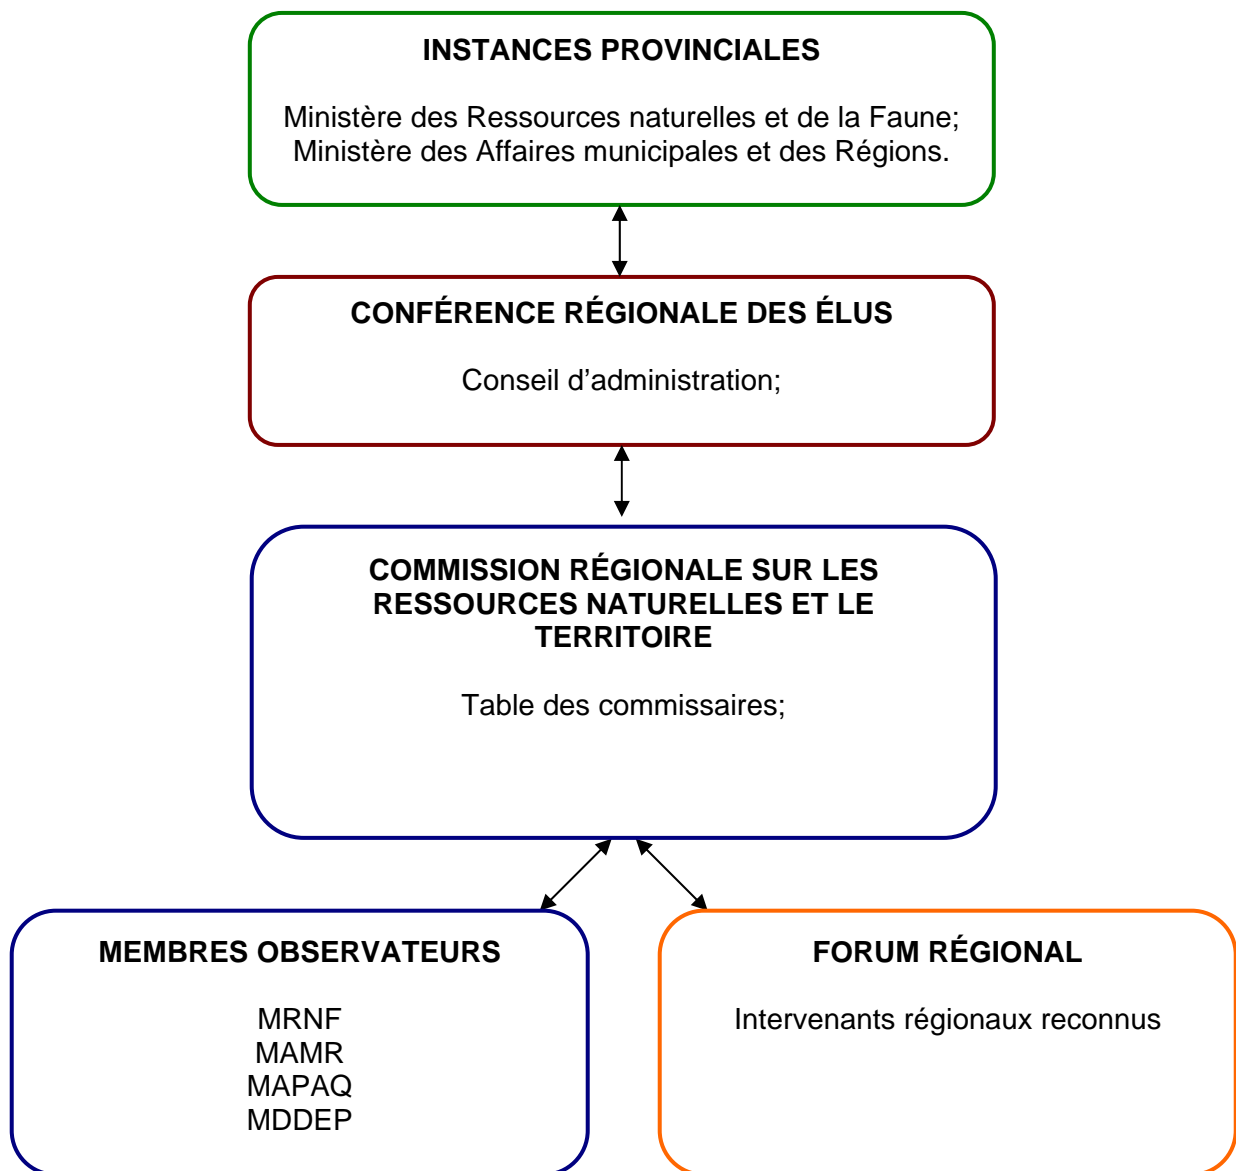 INSTANCES PROVINCIALES
Ministère des Ressources naturelles et de la Faune;
Ministère des Affaires municipales et des Régions.
CONFÉRENCE RÉGIONALE DES ÉLUS
Conseil d’administration;
COMMISSION RÉGIONALE SUR LES
RESSOURCES NATURELLES ET LE
TERRITOIRE
Table des commissaires;
MEMBRES OBSERVATEURS
MRNF
MAMR
MAPAQ
MDDEP
FORUM RÉGIONAL
Intervenants régionaux reconnus